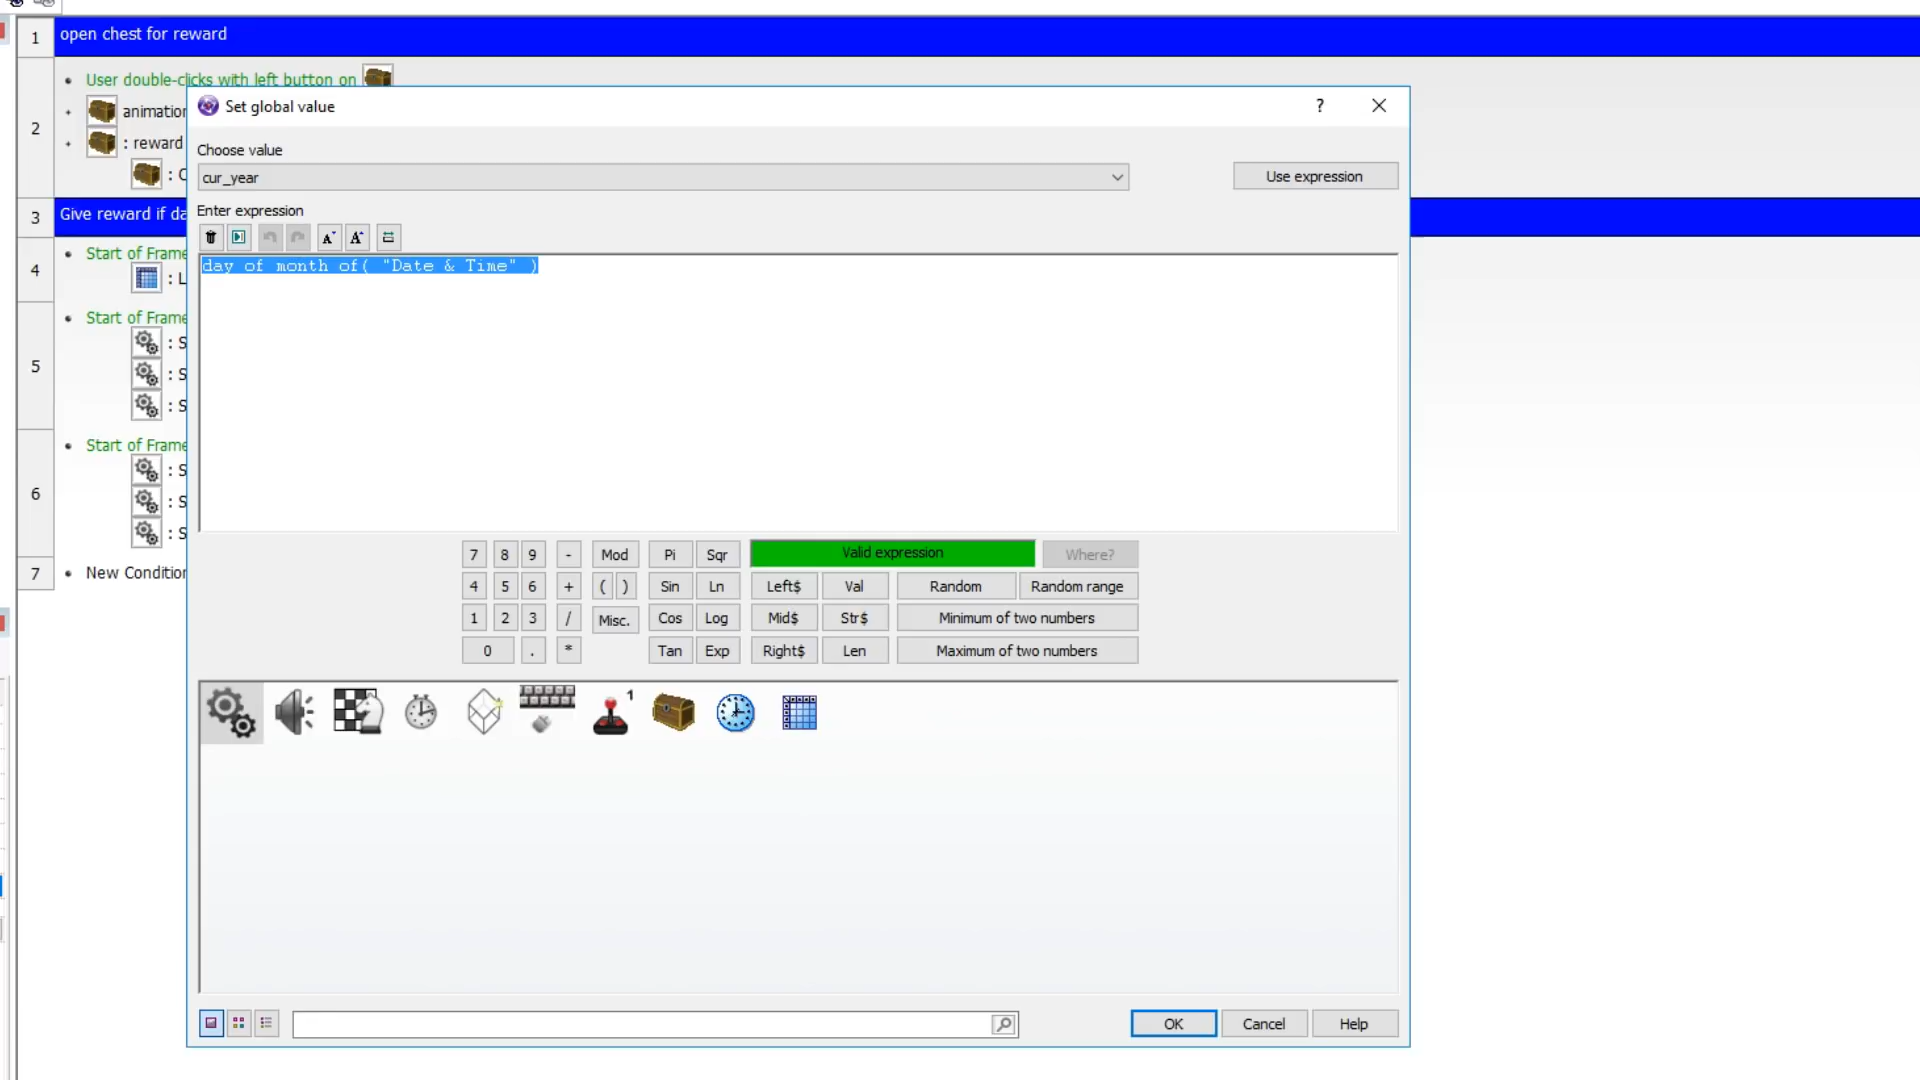 1
open chest for reward
2
User double-clicks with left button on
animation
: reward
: C
3
Give reward if da
4
Start of Frame
: L
5
Start of Frame
: S
: S
: S
6
Start of Frame
: S
: S
: S
7
New Condition
Set global value
?
Choose value
cur_year
Use expression
Enter expression
day of month of( "Date & Time" )
7 8 9 - Mod Pi Sqr Valid expression Where?
4 5 6 + ( ) Sin Ln Left$ Val Random Random range
1 2 3 / Misc. Cos Log Mid$ Str$ Minimum of two numbers
0 . * Tan Exp Right$ Len Maximum of two numbers
1
OK Cancel Help